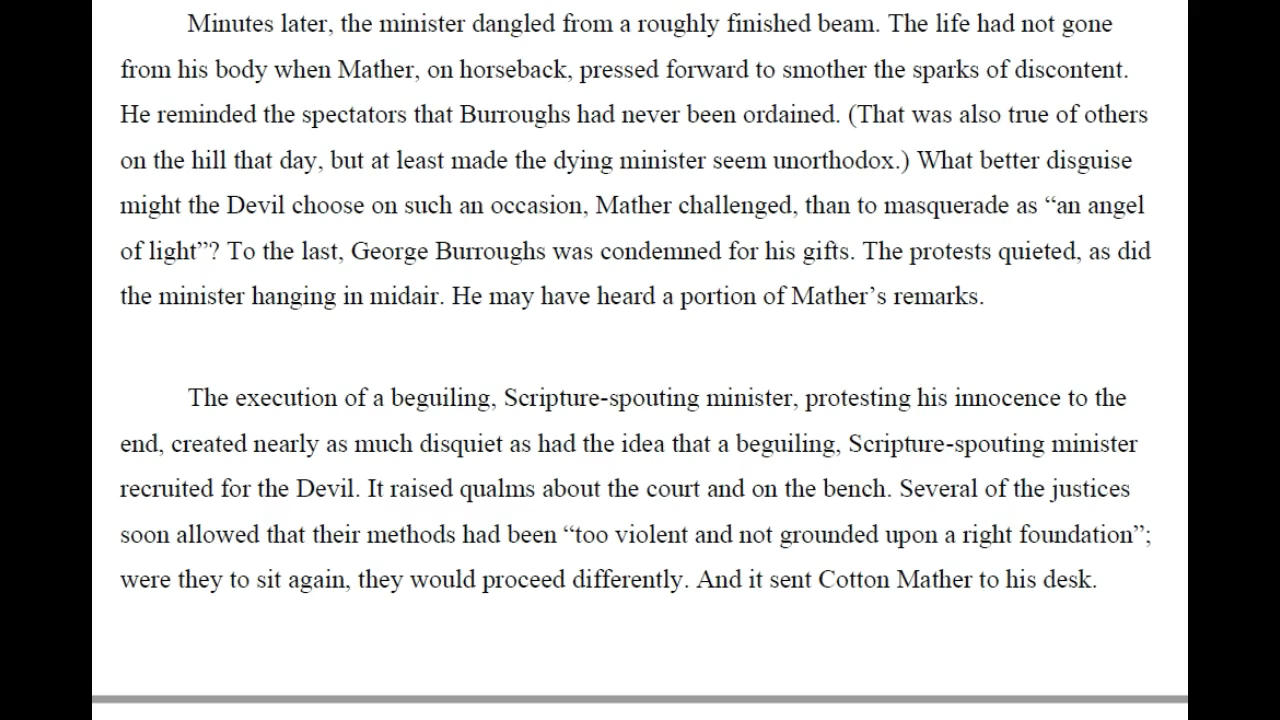 Minutes later, the minister dangled from a roughly finished beam. The life had not gone
from his body when Mather, on horseback, pressed forward to smother the sparks of discontent.
He reminded the spectators that Burroughs had never been ordained. (That was also true of others
on the hill that day, but at least made the dying minister seem unorthodox.) What better disguise
might the Devil choose on such an occasion, Mather challenged, than to masquerade as “an angel
of light”? To the last, George Burroughs was condemned for his gifts. The protests quieted, as did
the minister hanging in midair. He may have heard a portion of Mather’s remarks.
The execution of a beguiling, Scripture-spouting minister, protesting his innocence to the
end, created nearly as much disquiet as had the idea that a beguiling, Scripture-spouting minister
recruited for the Devil. It raised qualms about the court and on the bench. Several of the justices
soon allowed that their methods had been “too violent and not grounded upon a right foundation”;
were they to sit again, they would proceed differently. And it sent Cotton Mather to his desk.